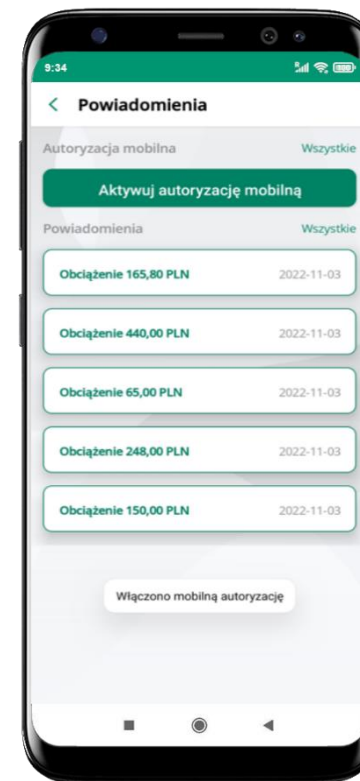 9:34
Powiadomienia
Autoryzacja mobilna Wszystkie
Aktywuj autoryzację mobilną
Powiadomienia Wszystkie
Obciążenie 165,80 PLN 2022-11-03
Obciążenie 440,00 PLN 2022-11-03
Obciążenie 65,00 PLN 2022-11-03
Obciążenie 248,00 PLN 2022-11-03
Obciążenie 150,00 PLN 2022-11-03
Włączono mobilną autoryzację